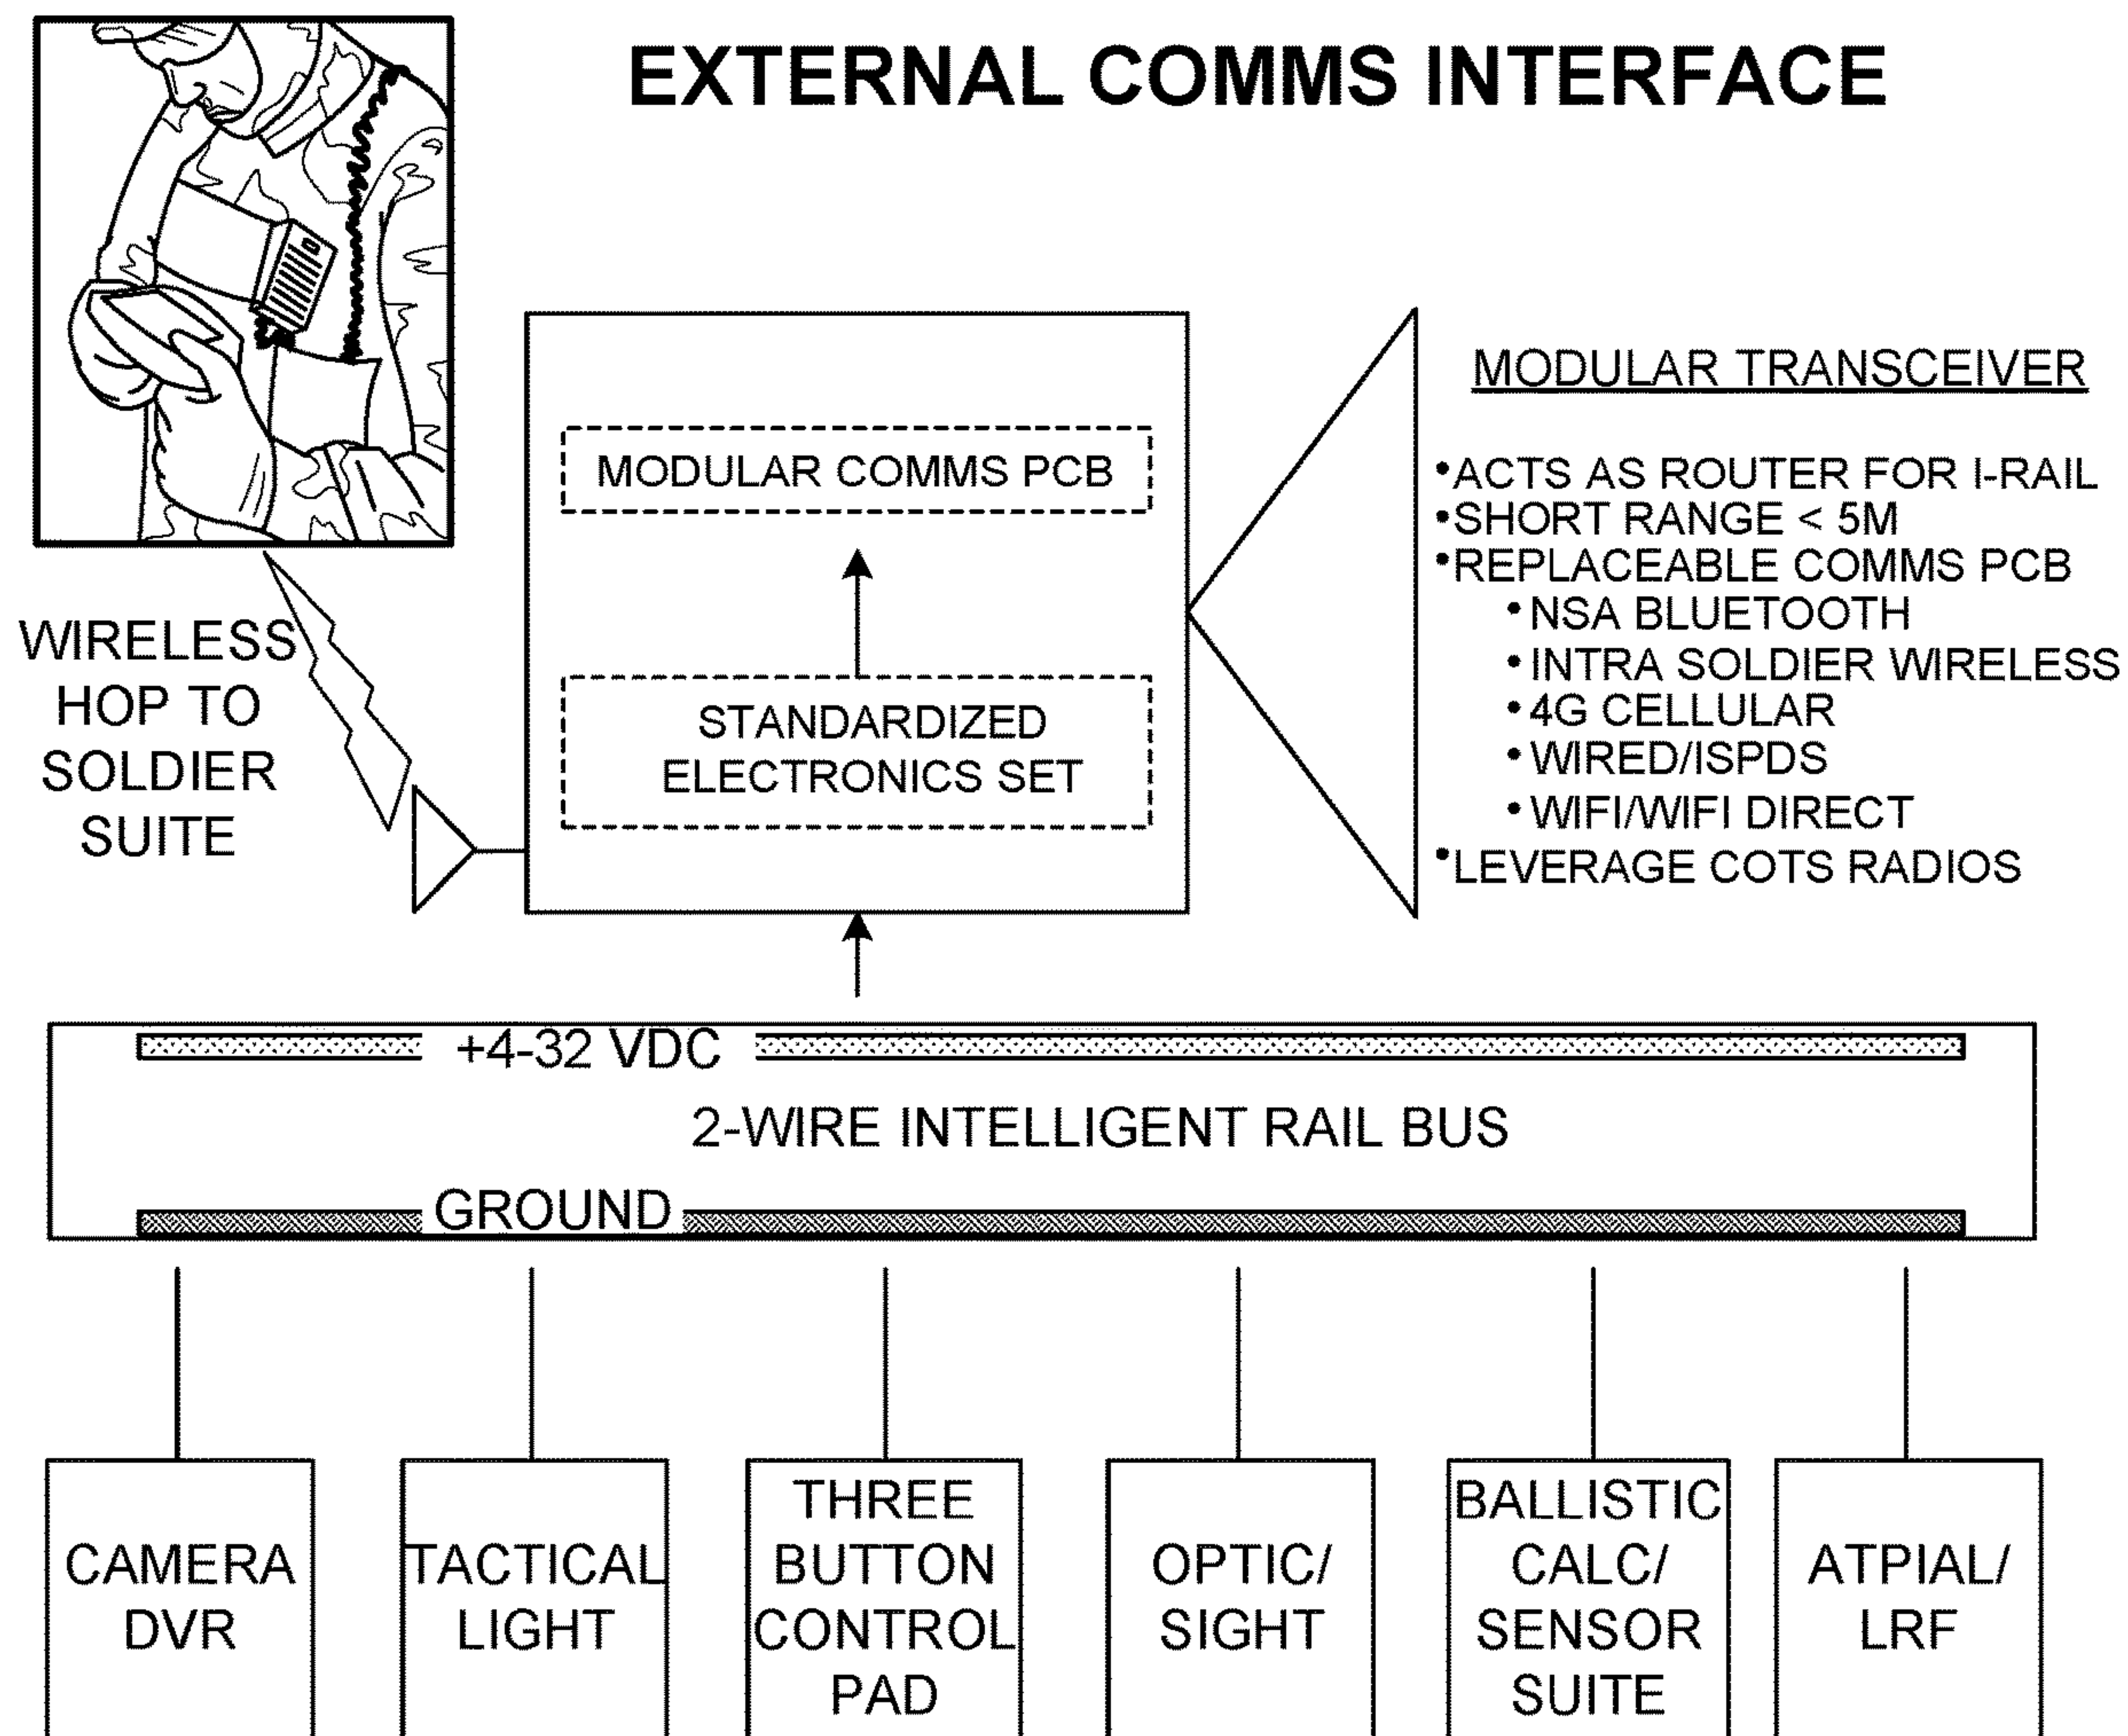 EXTERNAL COMMS INTERFACE
WIRELESS
HOP TO
SOLDIER
SUITE
MODULAR COMMS PCB
STANDARDIZED
ELECTRONICS SET
MODULAR TRANSCEIVER
•ACTS AS ROUTER FOR I-RAIL
•SHORT RANGE < 5M
•REPLACEABLE COMMS PCB
•NSA BLUETOOTH
•INTRA SOLDIER WIRELESS
•4G CELLULAR
•WIRED/ISPDS
•WIFI/WIFI DIRECT
•LEVERAGE COTS RADIOS
+4-32 VDC
2-WIRE INTELLIGENT RAIL BUS
GROUND
CAMERA
DVR
TACTICAL
LIGHT
THREE
BUTTON
CONTROL
PAD
OPTIC/
SIGHT
BALLISTIC
CALC/
SENSOR
SUITE
ATPIAL/
LRF